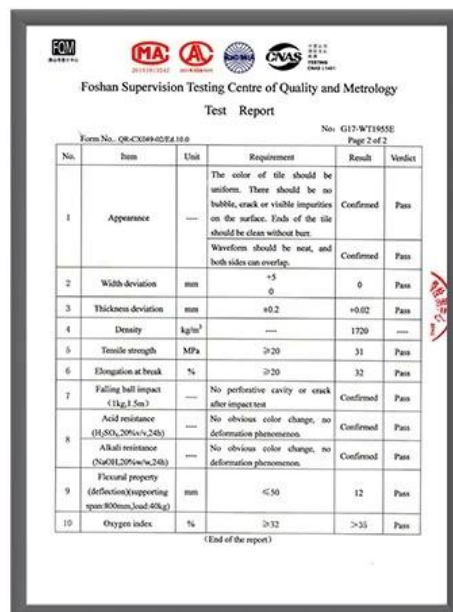 FQM
MA
AL
CNAS
TESTING
Foshan Supervision Testing Centre of Quality and Metrology
Test Report
No: G17-WT1955E
Form No.. QR-CX049-02/Ed.10.0
Page 2 of 2
No. Item Unit Requirement Result Verdict
1 Appearance ---- The color of tile should be uniform. There should be no bubble, crack or visible impurities on the surface. Ends of the tile should be clean without burr. Confirmed Pass
Waveform should be neat, and both sides can overlap. Confirmed Pass
2 Width deviation mm +5 0 0 Pass
3 Thickness deviation mm ±0.2 +0.02 Pass
4 Density kg/m³ ---- 1720 ----
5 Tensile strength MPa ≥20 31 Pass
6 Elongation at break % ≥20 32 Pass
7 Falling ball impact (1kg,1.5m) ---- No perforative cavity or crack after impact test Confirmed Pass
8 Acid resistance (H₂SO₄,20%v/v,24h) ---- No obvious color change, no deformation phenomenon. Confirmed Pass
Alkali resistance (NaOH,20%w/w,24h) ---- No obvious color change, no deformation phenomenon. Confirmed Pass
9 Flexural property (deflection)(supporting span:800mm,load:40kg) mm ≤50 12 Pass
10 Oxygen index % ≥32 >35 Pass
(End of the report)